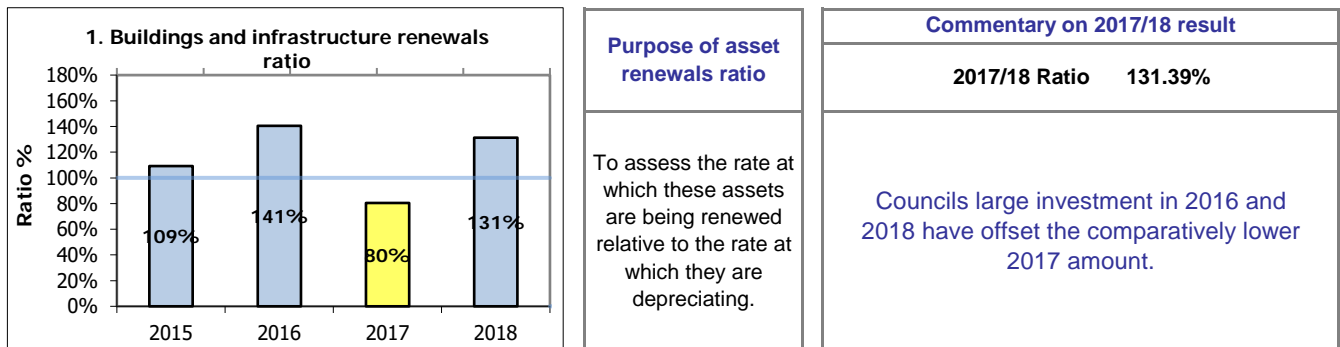 1. Buildings and infrastructure renewals
ratio
180%
160%
140%
120%
100%
80%
60%
40%
20%
0%
Ratio %
109%
141%
80%
131%
2015 2016 2017 2018
Purpose of asset
renewals ratio
To assess the rate at
which these assets
are being renewed
relative to the rate at
which they are
depreciating.
Commentary on 2017/18 result
2017/18 Ratio 131.39%
Councils large investment in 2016 and
2018 have offset the comparatively lower
2017 amount.